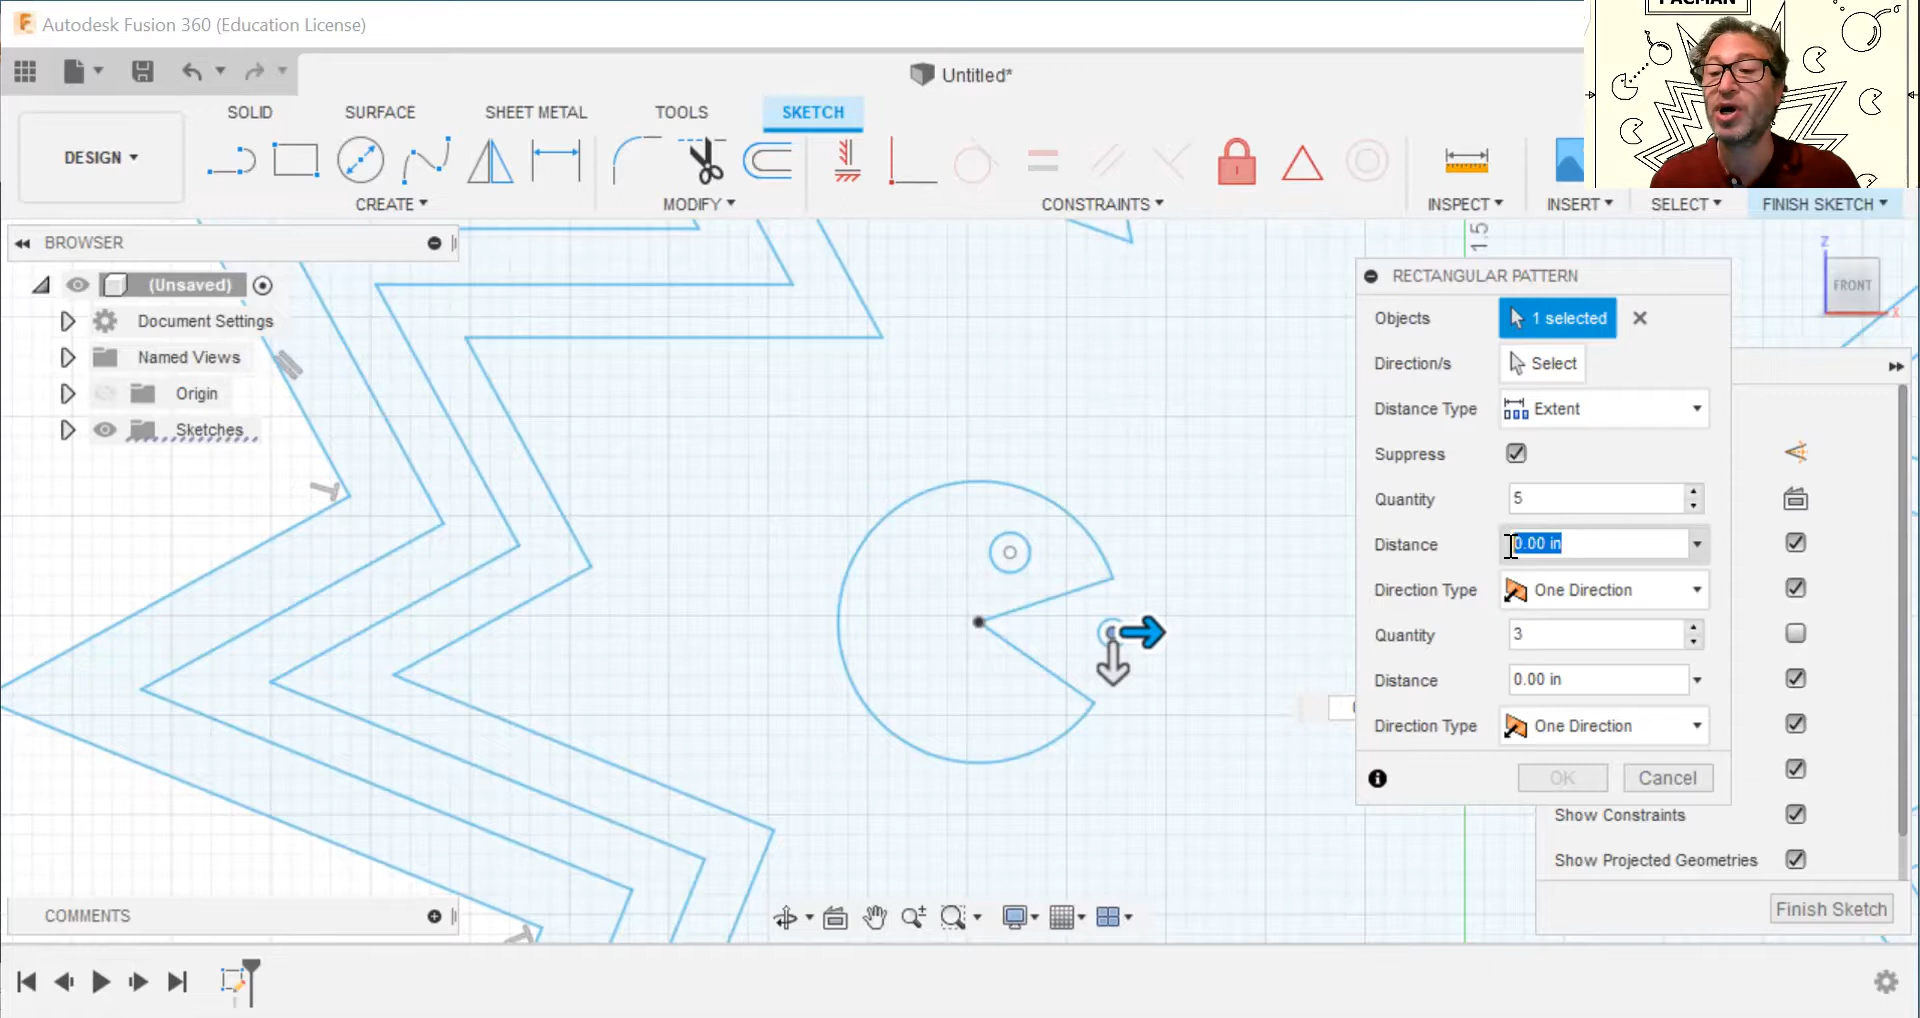 Autodesk Fusion 360 (Education License)
PACMAN
Untitled*
SOLID
SURFACE
SHEET METAL
TOOLS
SKETCH
DESIGN
CREATE
MODIFY
CONSTRAINTS
INSPECT
INSERT
SELECT
FINISH SKETCH
BROWSER
(Unsaved)
Document Settings
Named Views
Origin
Sketches
1.5
Z
FRONT
X
RECTANGULAR PATTERN
Objects
1 selected
Direction/s
Select
Distance Type
Extent
Suppress
Quantity
5
Distance
0.00 in
Direction Type
One Direction
Quantity
3
Distance
0.00 in
Direction Type
One Direction
OK
Cancel
Show Constraints
Show Projected Geometries
Finish Sketch
COMMENTS